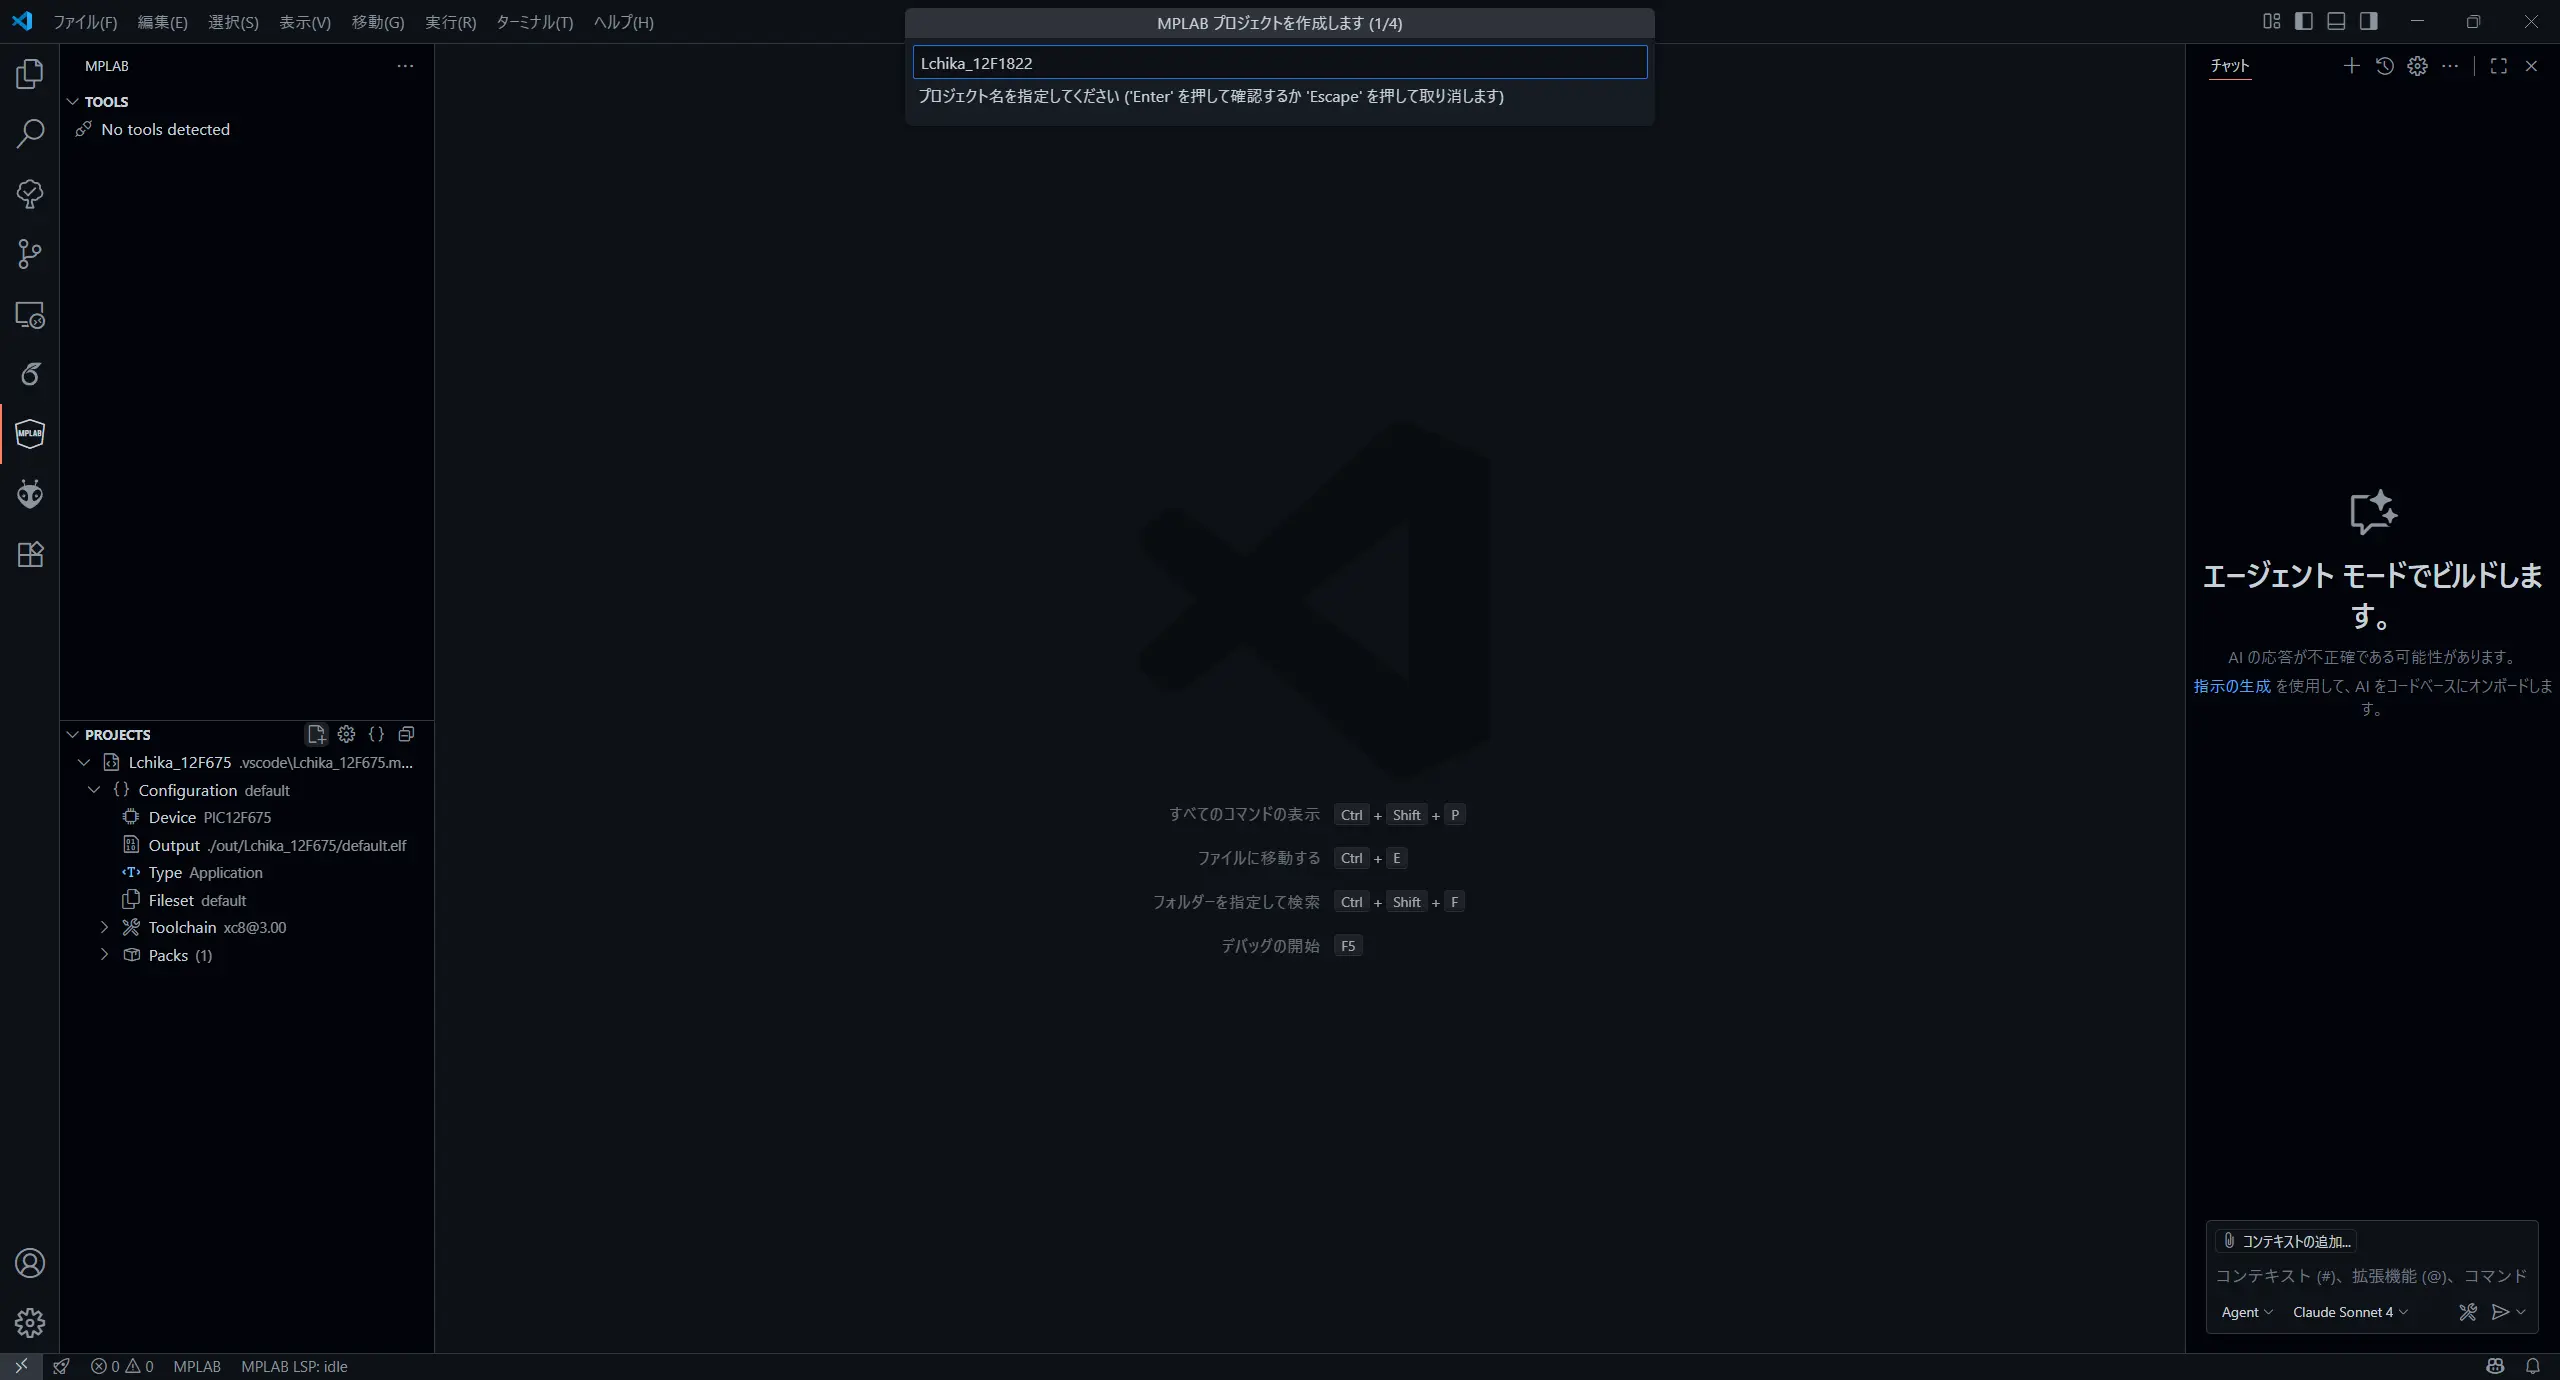 ファイル(F) 編集(E) 選択(S) 表示(V) 移動(G) 実行(R) ターミナル(T) ヘルプ(H)
MPLAB プロジェクトを作成します (1/4)
Lchika_12F1822
プロジェクト名を指定してください ('Enter' を押して確認するか 'Escape' を押して取り消します)
MPLAB
TOOLS
No tools detected
MPLAB
PROJECTS
Lchika_12F675 .vscode\Lchika_12F675.m...
Configuration default
Device PIC12F675
Output ./out/Lchika_12F675/default.elf
Type Application
Fileset default
Toolchain xc8@3.00
Packs (1)
すべてのコマンドの表示 Ctrl + Shift + P
ファイルに移動する Ctrl + E
フォルダーを指定して検索 Ctrl + Shift + F
デバッグの開始 F5
チャット
エージェント モードでビルドしま
す。
AI の応答が不正確である可能性があります。
指示の生成 を使用して、AI をコードベースにオンボードしま
す。
コンテキストの追加...
コンテキスト (#)、拡張機能 (@)、コマンド
Agent Claude Sonnet 4
0 0 MPLAB MPLAB LSP: idle